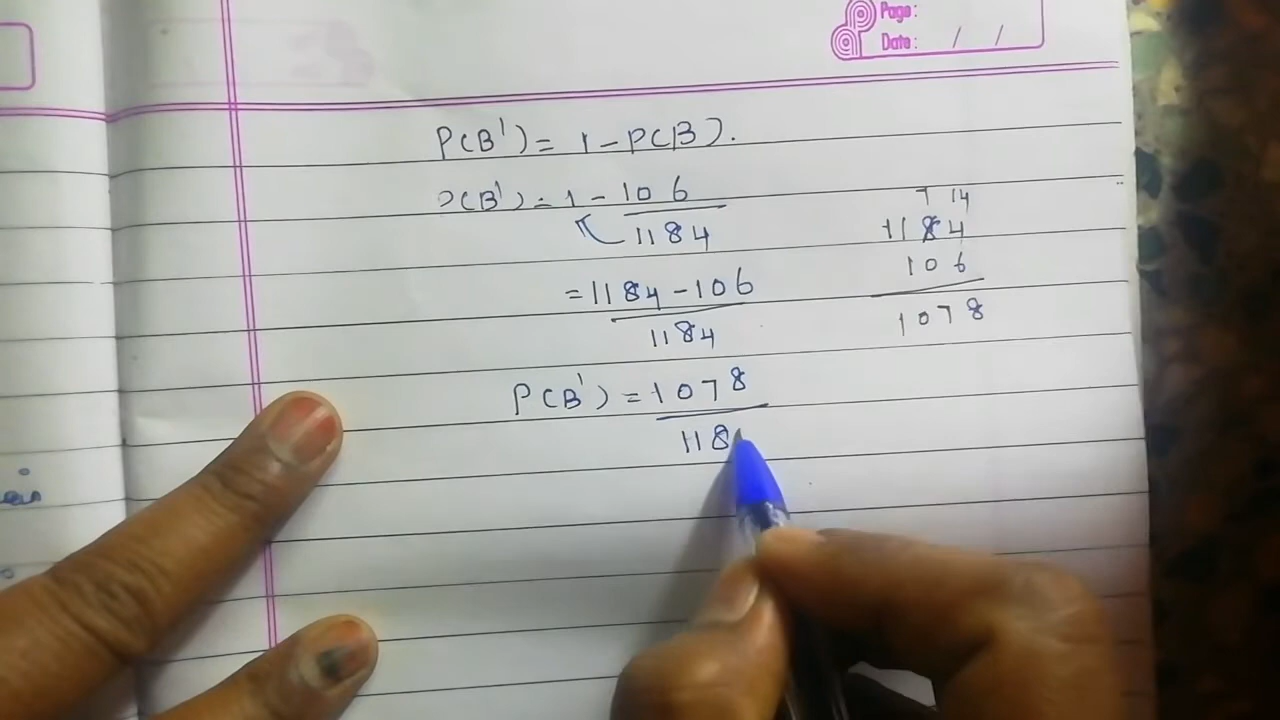 Page:
Date: / /
P(B') = 1 - P(B).
P(B') = 1 - 106
1184
7 14
1184
106
1078
= 1184 - 106
1184
P(B') = 1078
118